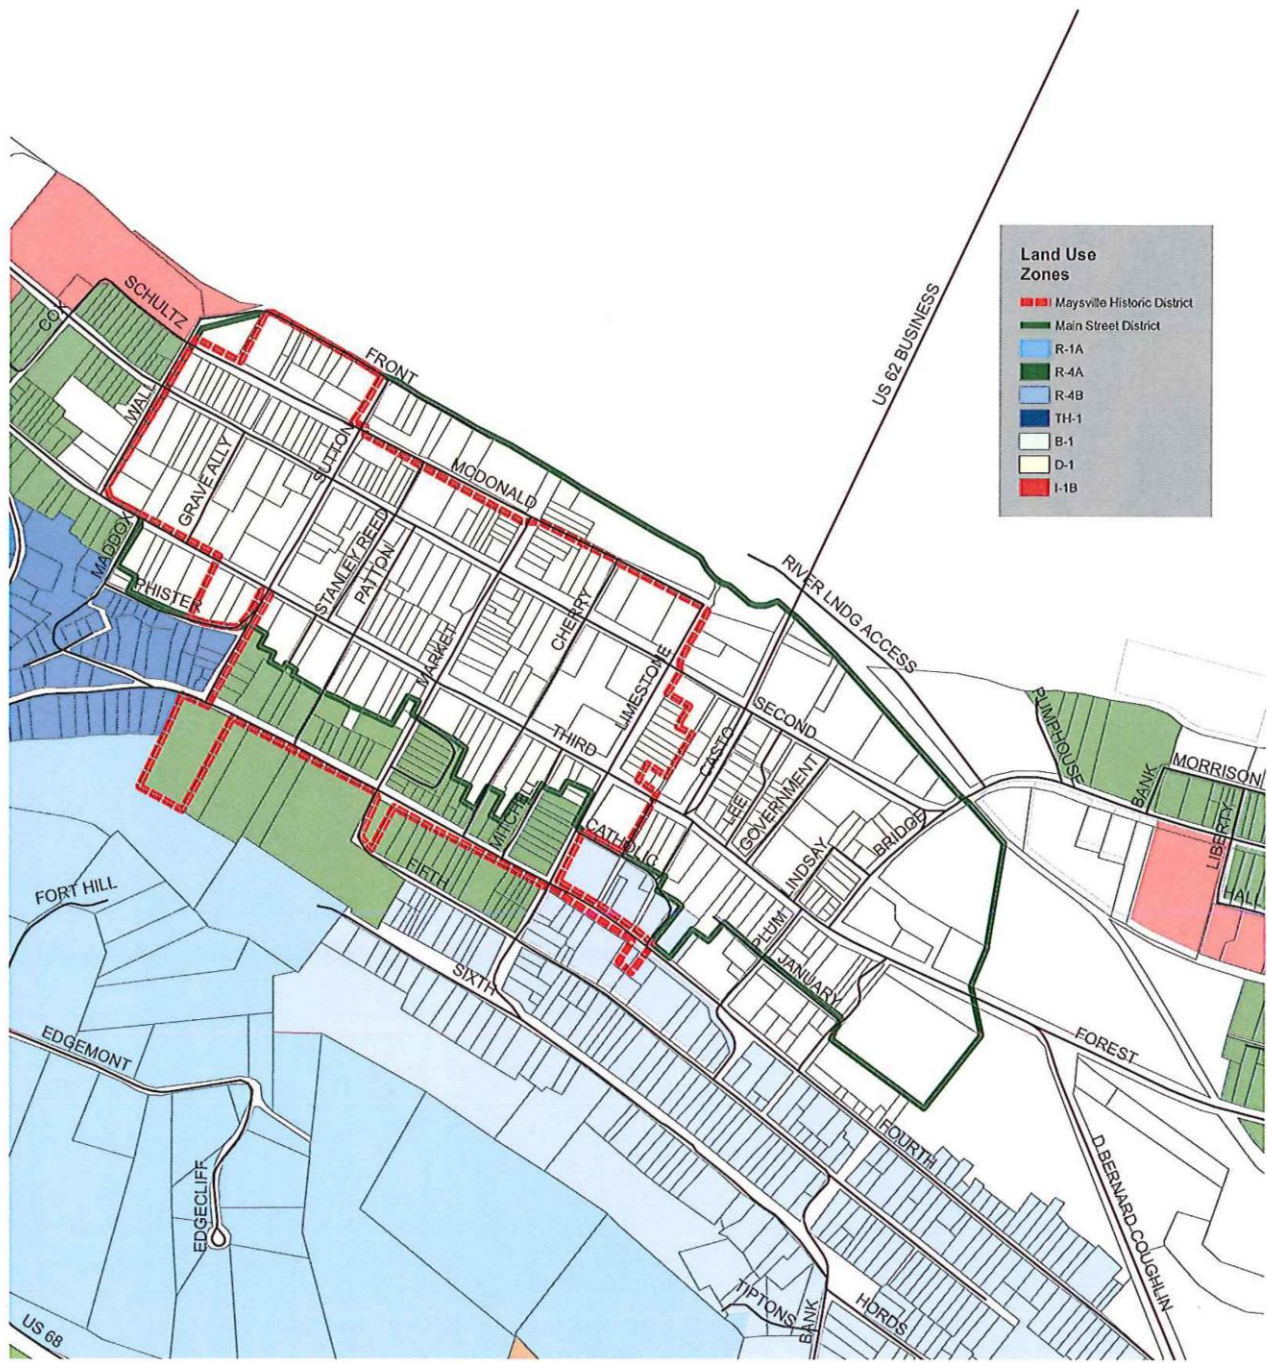 US 62 BUSINESS
Land Use
Zones
Maysville Historic District
Main Street District
R-1A
R-4A
R-4B
TH-1
B-1
D-1
I-1B
SCHULTZ
COX
FRONT
WALL
GRAVE ALLY
SUTTON
MCDONALD
MADDOX
PHISTER
STANLEY REED
PATTON
MARKET
CHERRY
LIMESTONE
RIVER LNDG ACCESS
SECOND
THIRD
CASTO
LEE
GOVERNMENT
PUMPHOUSE
BANK
MORRISON
LIBERTY
HALL
MITCHELL
CATHOLIC
LINDSAY
BRIDGE
FIFTH
PLUM
JANUARY
FORT HILL
SIXTH
EDGEMONT
FOREST
FOURTH
EDGECLIFF
D BERNARD COUGHLIN
TIPTONS
BANK
HORDS
US 68